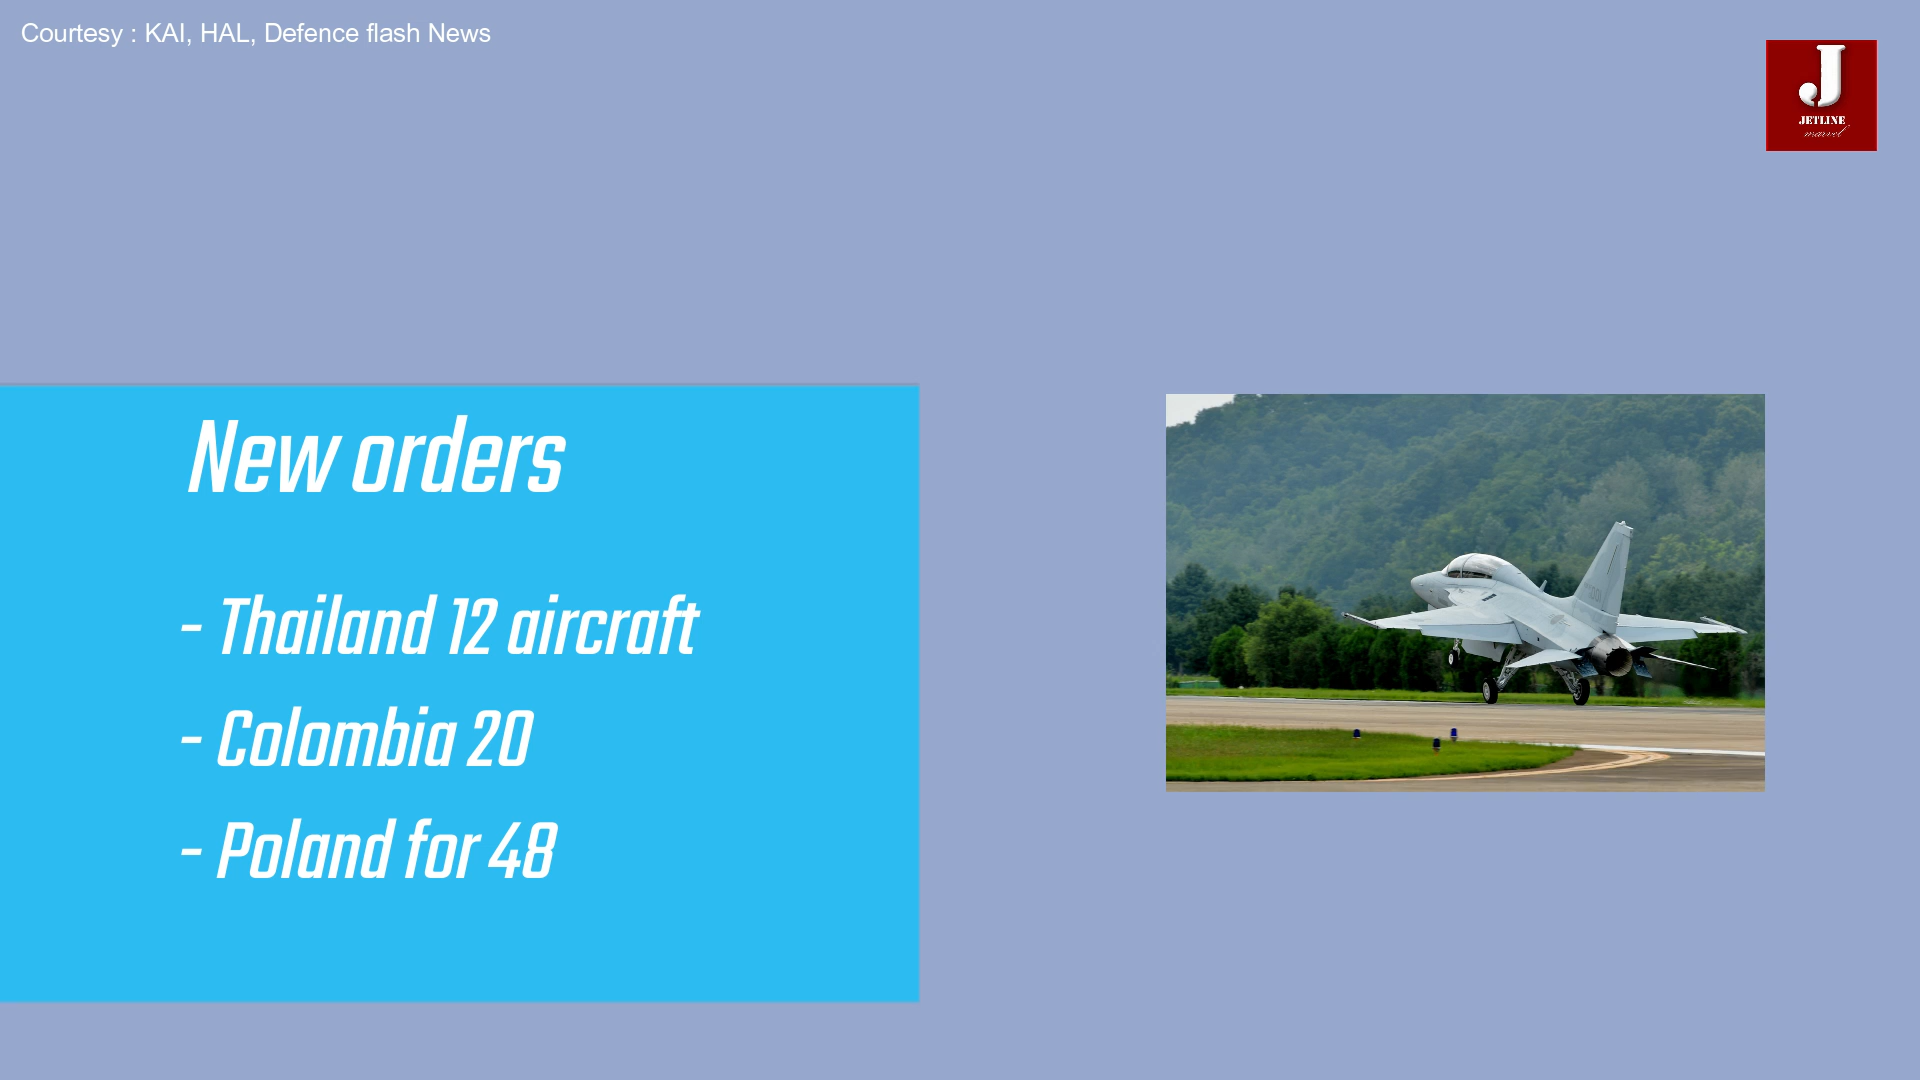 Courtesy : KAI, HAL, Defence flash News
J
JETLINE
marvel
New orders
- Thailand 12 aircraft
- Colombia 20
- Poland for 48